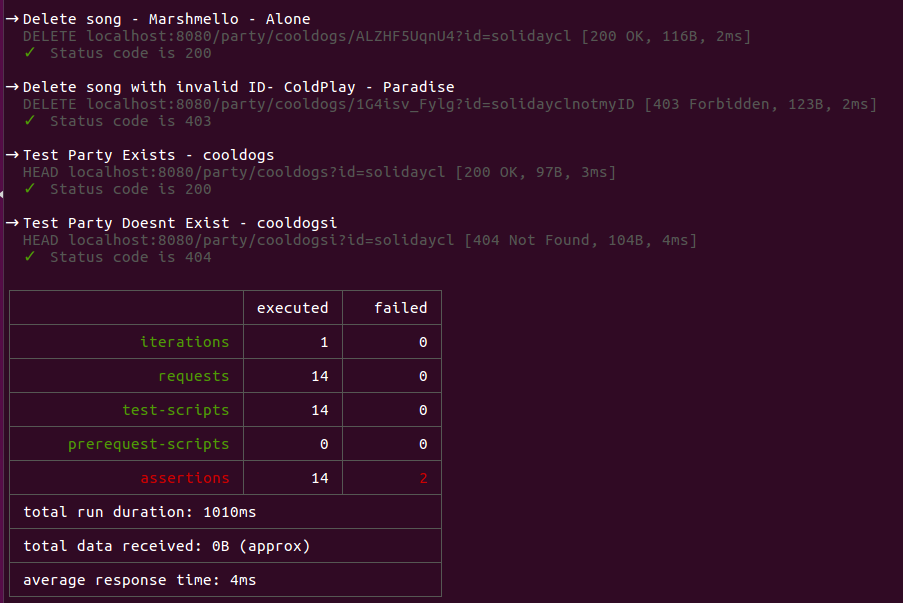 → Delete song - Marshmello - Alone
DELETE localhost:8080/party/cooldogs/ALZHF5UqnU4?id=solidaycl [200 OK, 116B, 2ms]
✓ Status code is 200
→ Delete song with invalid ID- ColdPlay - Paradise
DELETE localhost:8080/party/cooldogs/1G4isv_Fylg?id=solidayclnotmyID [403 Forbidden, 123B, 2ms]
✓ Status code is 403
→ Test Party Exists - cooldogs
HEAD localhost:8080/party/cooldogs?id=solidaycl [200 OK, 97B, 3ms]
✓ Status code is 200
→ Test Party Doesnt Exist - cooldogsi
HEAD localhost:8080/party/cooldogsi?id=solidaycl [404 Not Found, 104B, 4ms]
✓ Status code is 404
executed failed
iterations 1 0
requests 14 0
test-scripts 14 0
prerequest-scripts 0 0
assertions 14 2
total run duration: 1010ms
total data received: 0B (approx)
average response time: 4ms